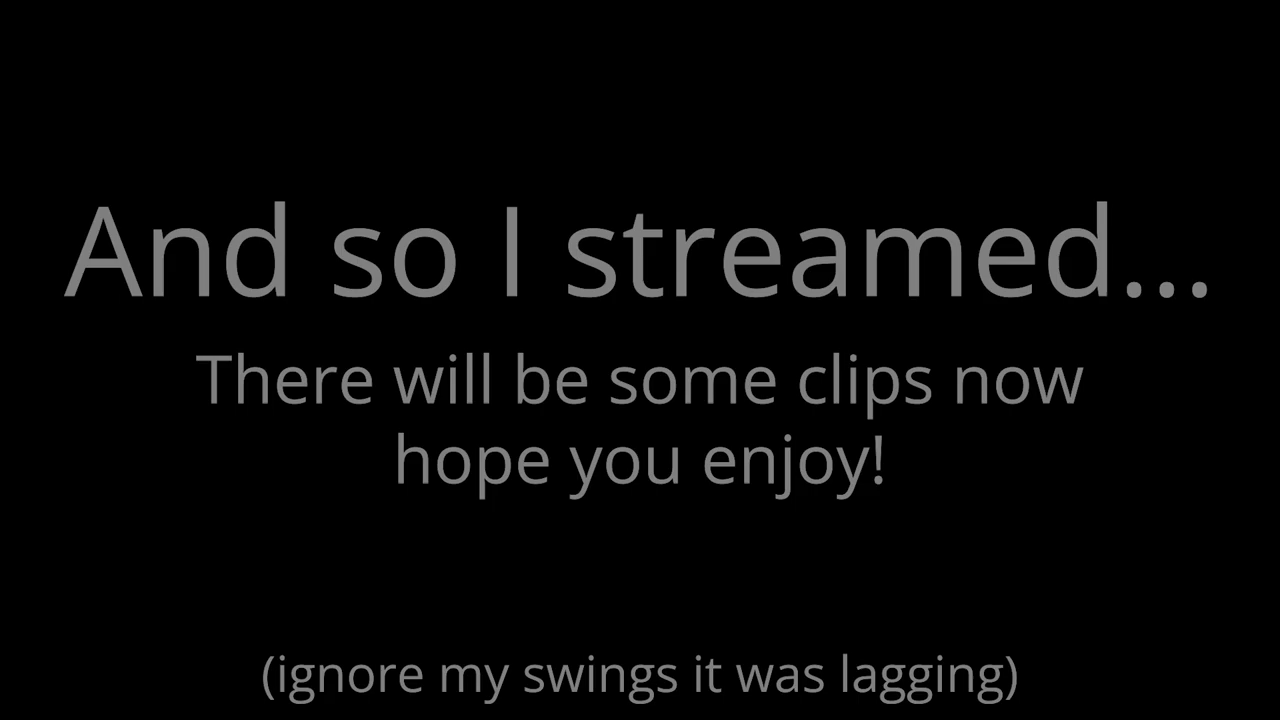 And so I streamed...
There will be some clips now
hope you enjoy!
(ignore my swings it was lagging)